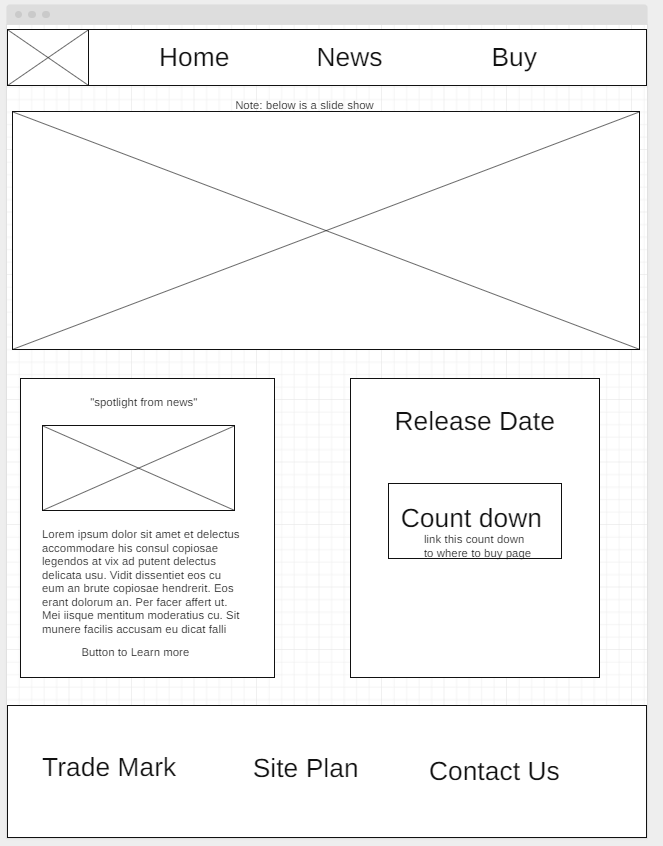 Home News Buy
Note: below is a slide show
"spotlight from news"
Lorem ipsum dolor sit amet et delectus
accommodare his consul copiosae
legendos at vix ad putent delectus
delicata usu. Vidit dissentiet eos cu
eum an brute copiosae hendrerit. Eos
erant dolorum an. Per facer affert ut.
Mei iisque mentitum moderatius cu. Sit
munere facilis accusam eu dicat falli
Button to Learn more
Release Date
Count down
link this count down
to where to buy page
Trade Mark Site Plan Contact Us